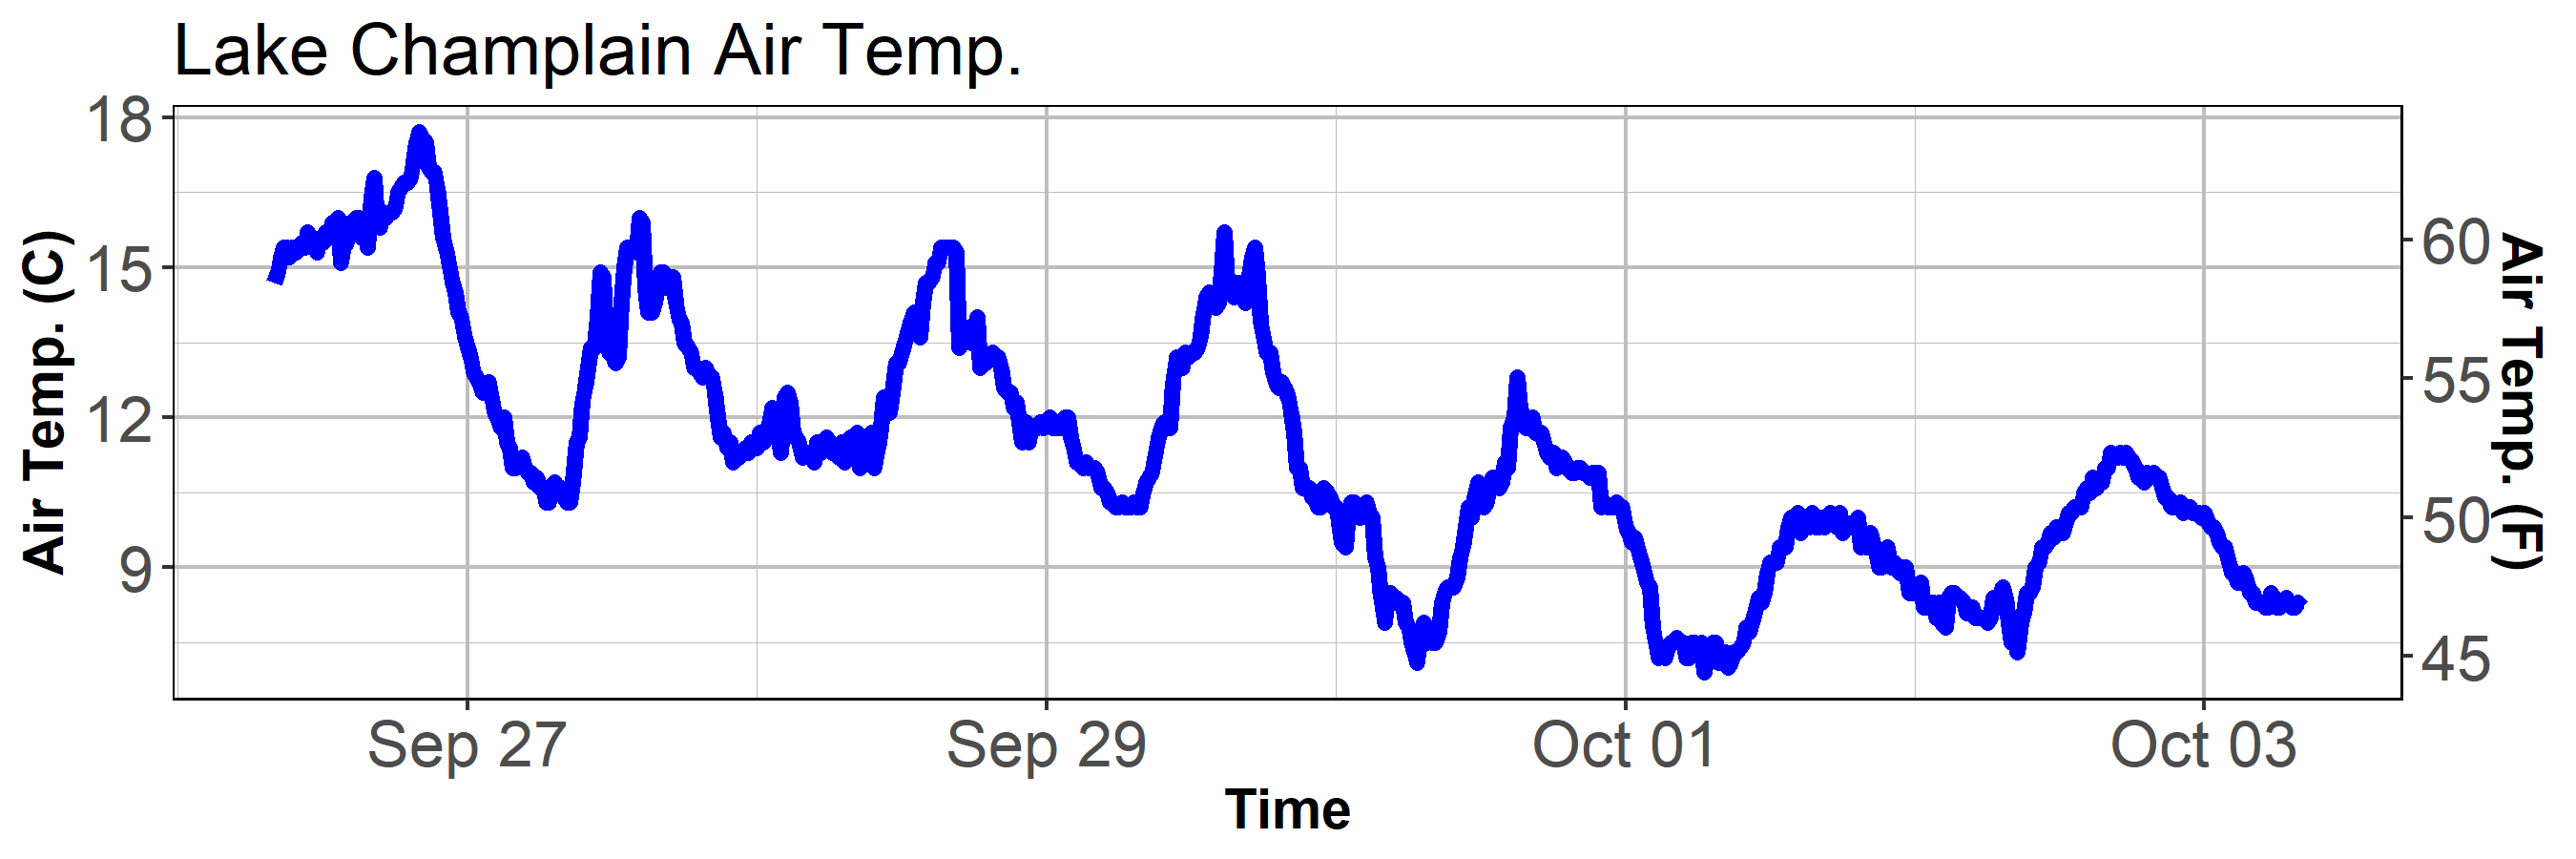 Lake Champlain Air Temp.
18
15
12
9
Air Temp. (C)
60
55
50
45
Air Temp. (F)
Sep 27
Sep 29
Oct 01
Oct 03
Time